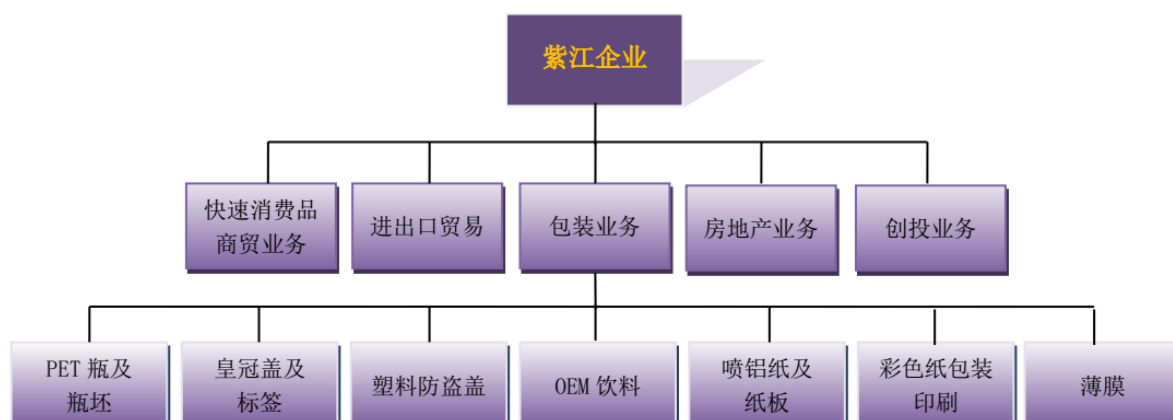 紫江企业
快速消费品
商贸业务
进出口贸易
包装业务
房地产业务
创投业务
PET 瓶及
瓶坯
皇冠盖及
标签
塑料防盗盖
OEM 饮料
喷铝纸及
纸板
彩色纸包装
印刷
薄膜